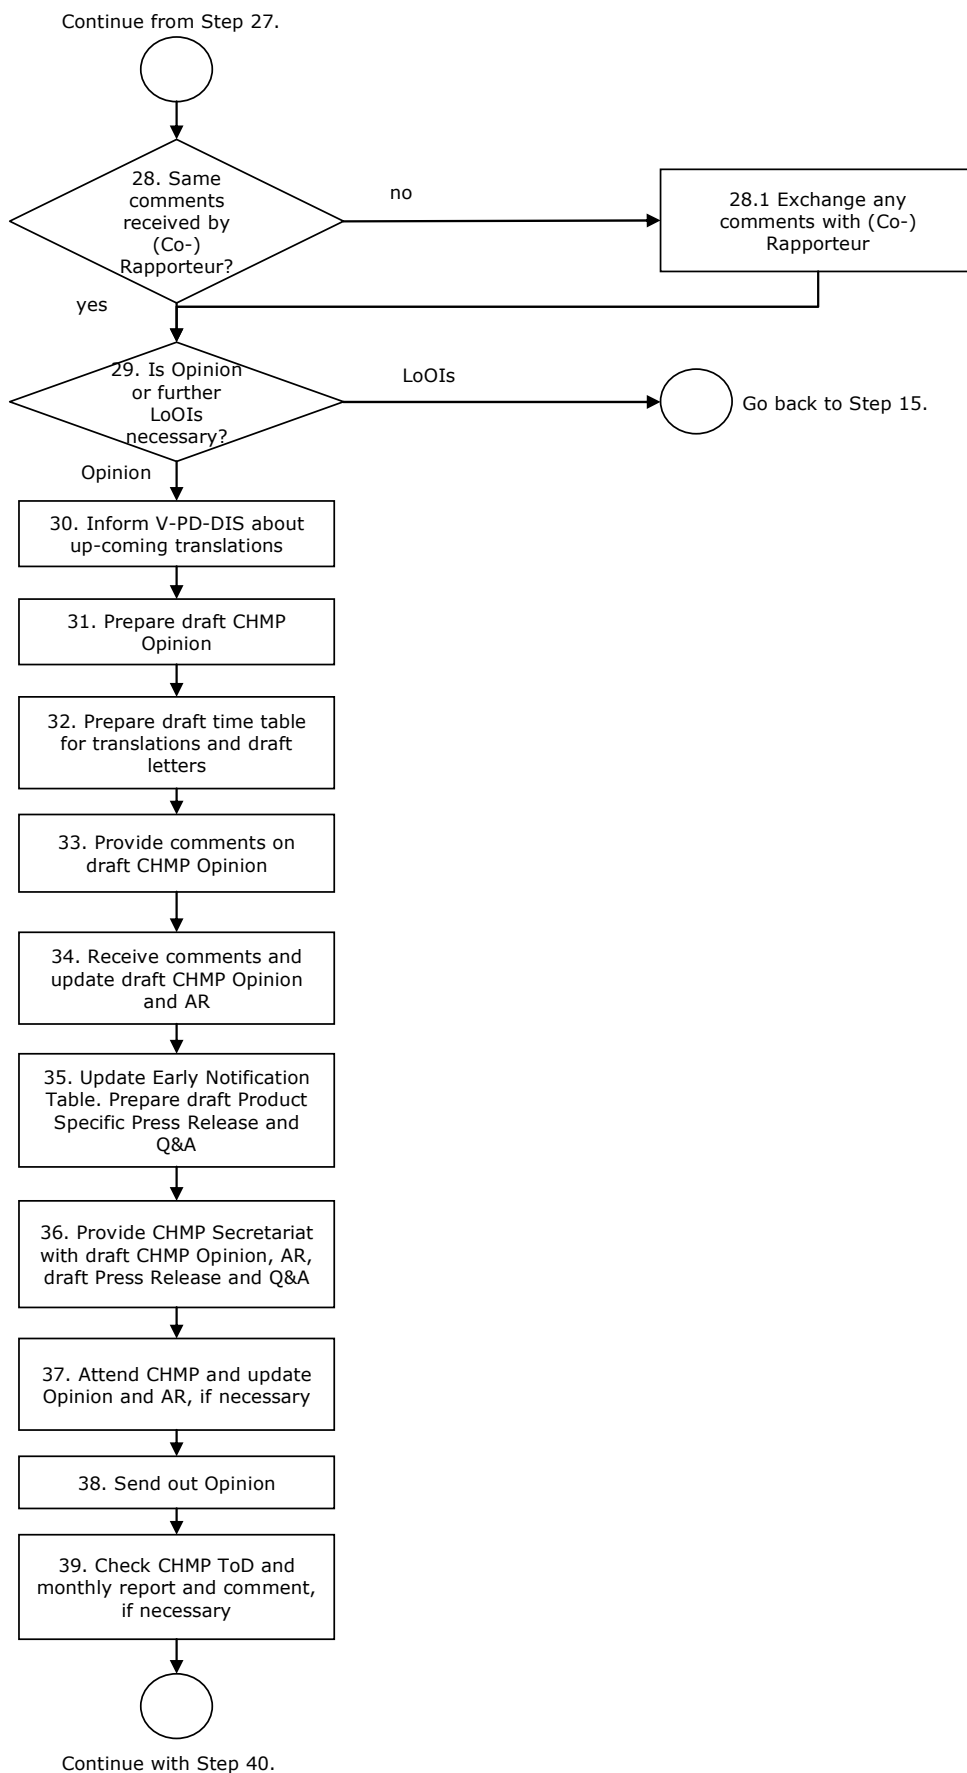 Continue from Step 27.
28. Same
comments
received by
(Co-)
Rapporteur?
no
28.1 Exchange any
comments with (Co-)
Rapporteur
yes
29. Is Opinion
or further
LoOIs
necessary?
LoOIs
Go back to Step 15.
Opinion
30. Inform V-PD-DIS about
up-coming translations
31. Prepare draft CHMP
Opinion
32. Prepare draft time table
for translations and draft
letters
33. Provide comments on
draft CHMP Opinion
34. Receive comments and
update draft CHMP Opinion
and AR
35. Update Early Notification
Table. Prepare draft Product
Specific Press Release and
Q&A
36. Provide CHMP Secretariat
with draft CHMP Opinion, AR,
draft Press Release and Q&A
37. Attend CHMP and update
Opinion and AR, if necessary
38. Send out Opinion
39. Check CHMP ToD and
monthly report and comment,
if necessary
Continue with Step 40.